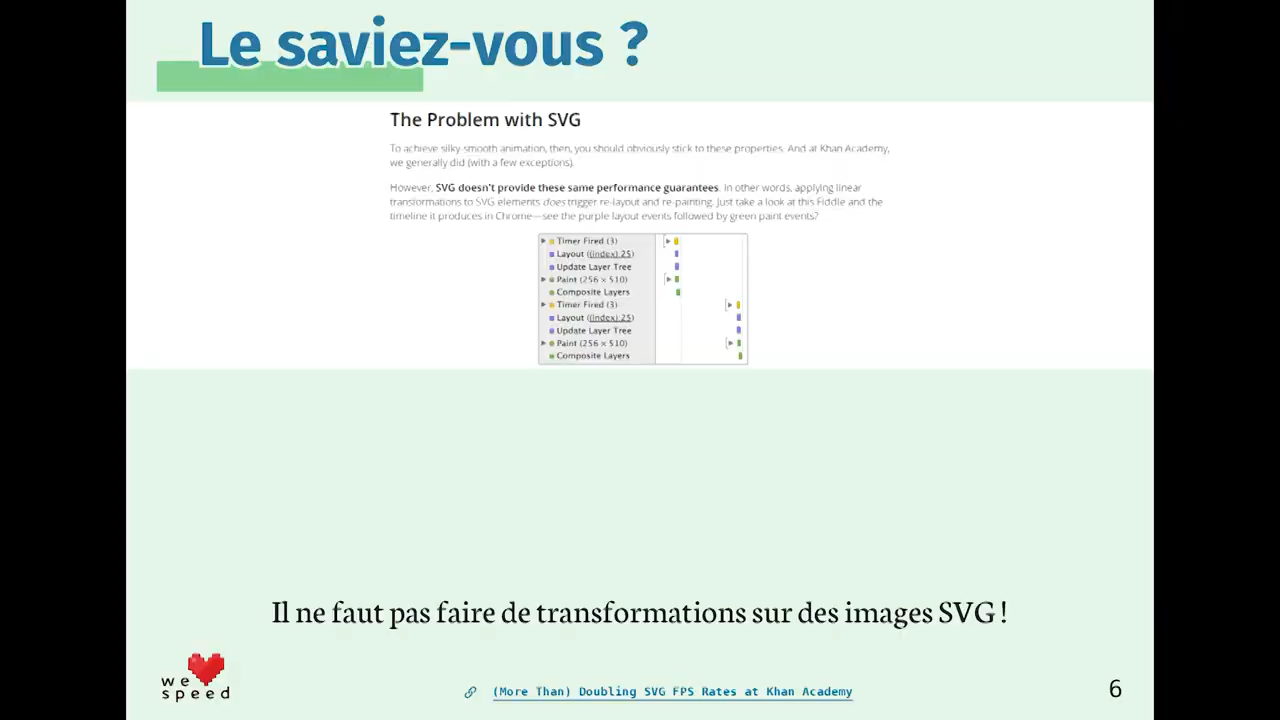 Le saviez-vous ?
The Problem with SVG
To achieve silky-smooth animation, then, you should obviously stick to these properties. And at Khan Academy,
we generally did (with a few exceptions).
However, SVG doesn't provide these same performance guarantees. In other words, applying linear
transformations to SVG elements does trigger re-layout and re-painting. Just take a look at this Fiddle and the
timeline it produces in Chrome—see the purple layout events followed by green paint events?
Timer Fired (3)
Layout ((index):25)
Update Layer Tree
Paint (256 × 510)
Composite Layers
Timer Fired (3)
Layout ((index):25)
Update Layer Tree
Paint (256 × 510)
Composite Layers
Il ne faut pas faire de transformations sur des images SVG !
we
speed
(More Than) Doubling SVG FPS Rates at Khan Academy
6